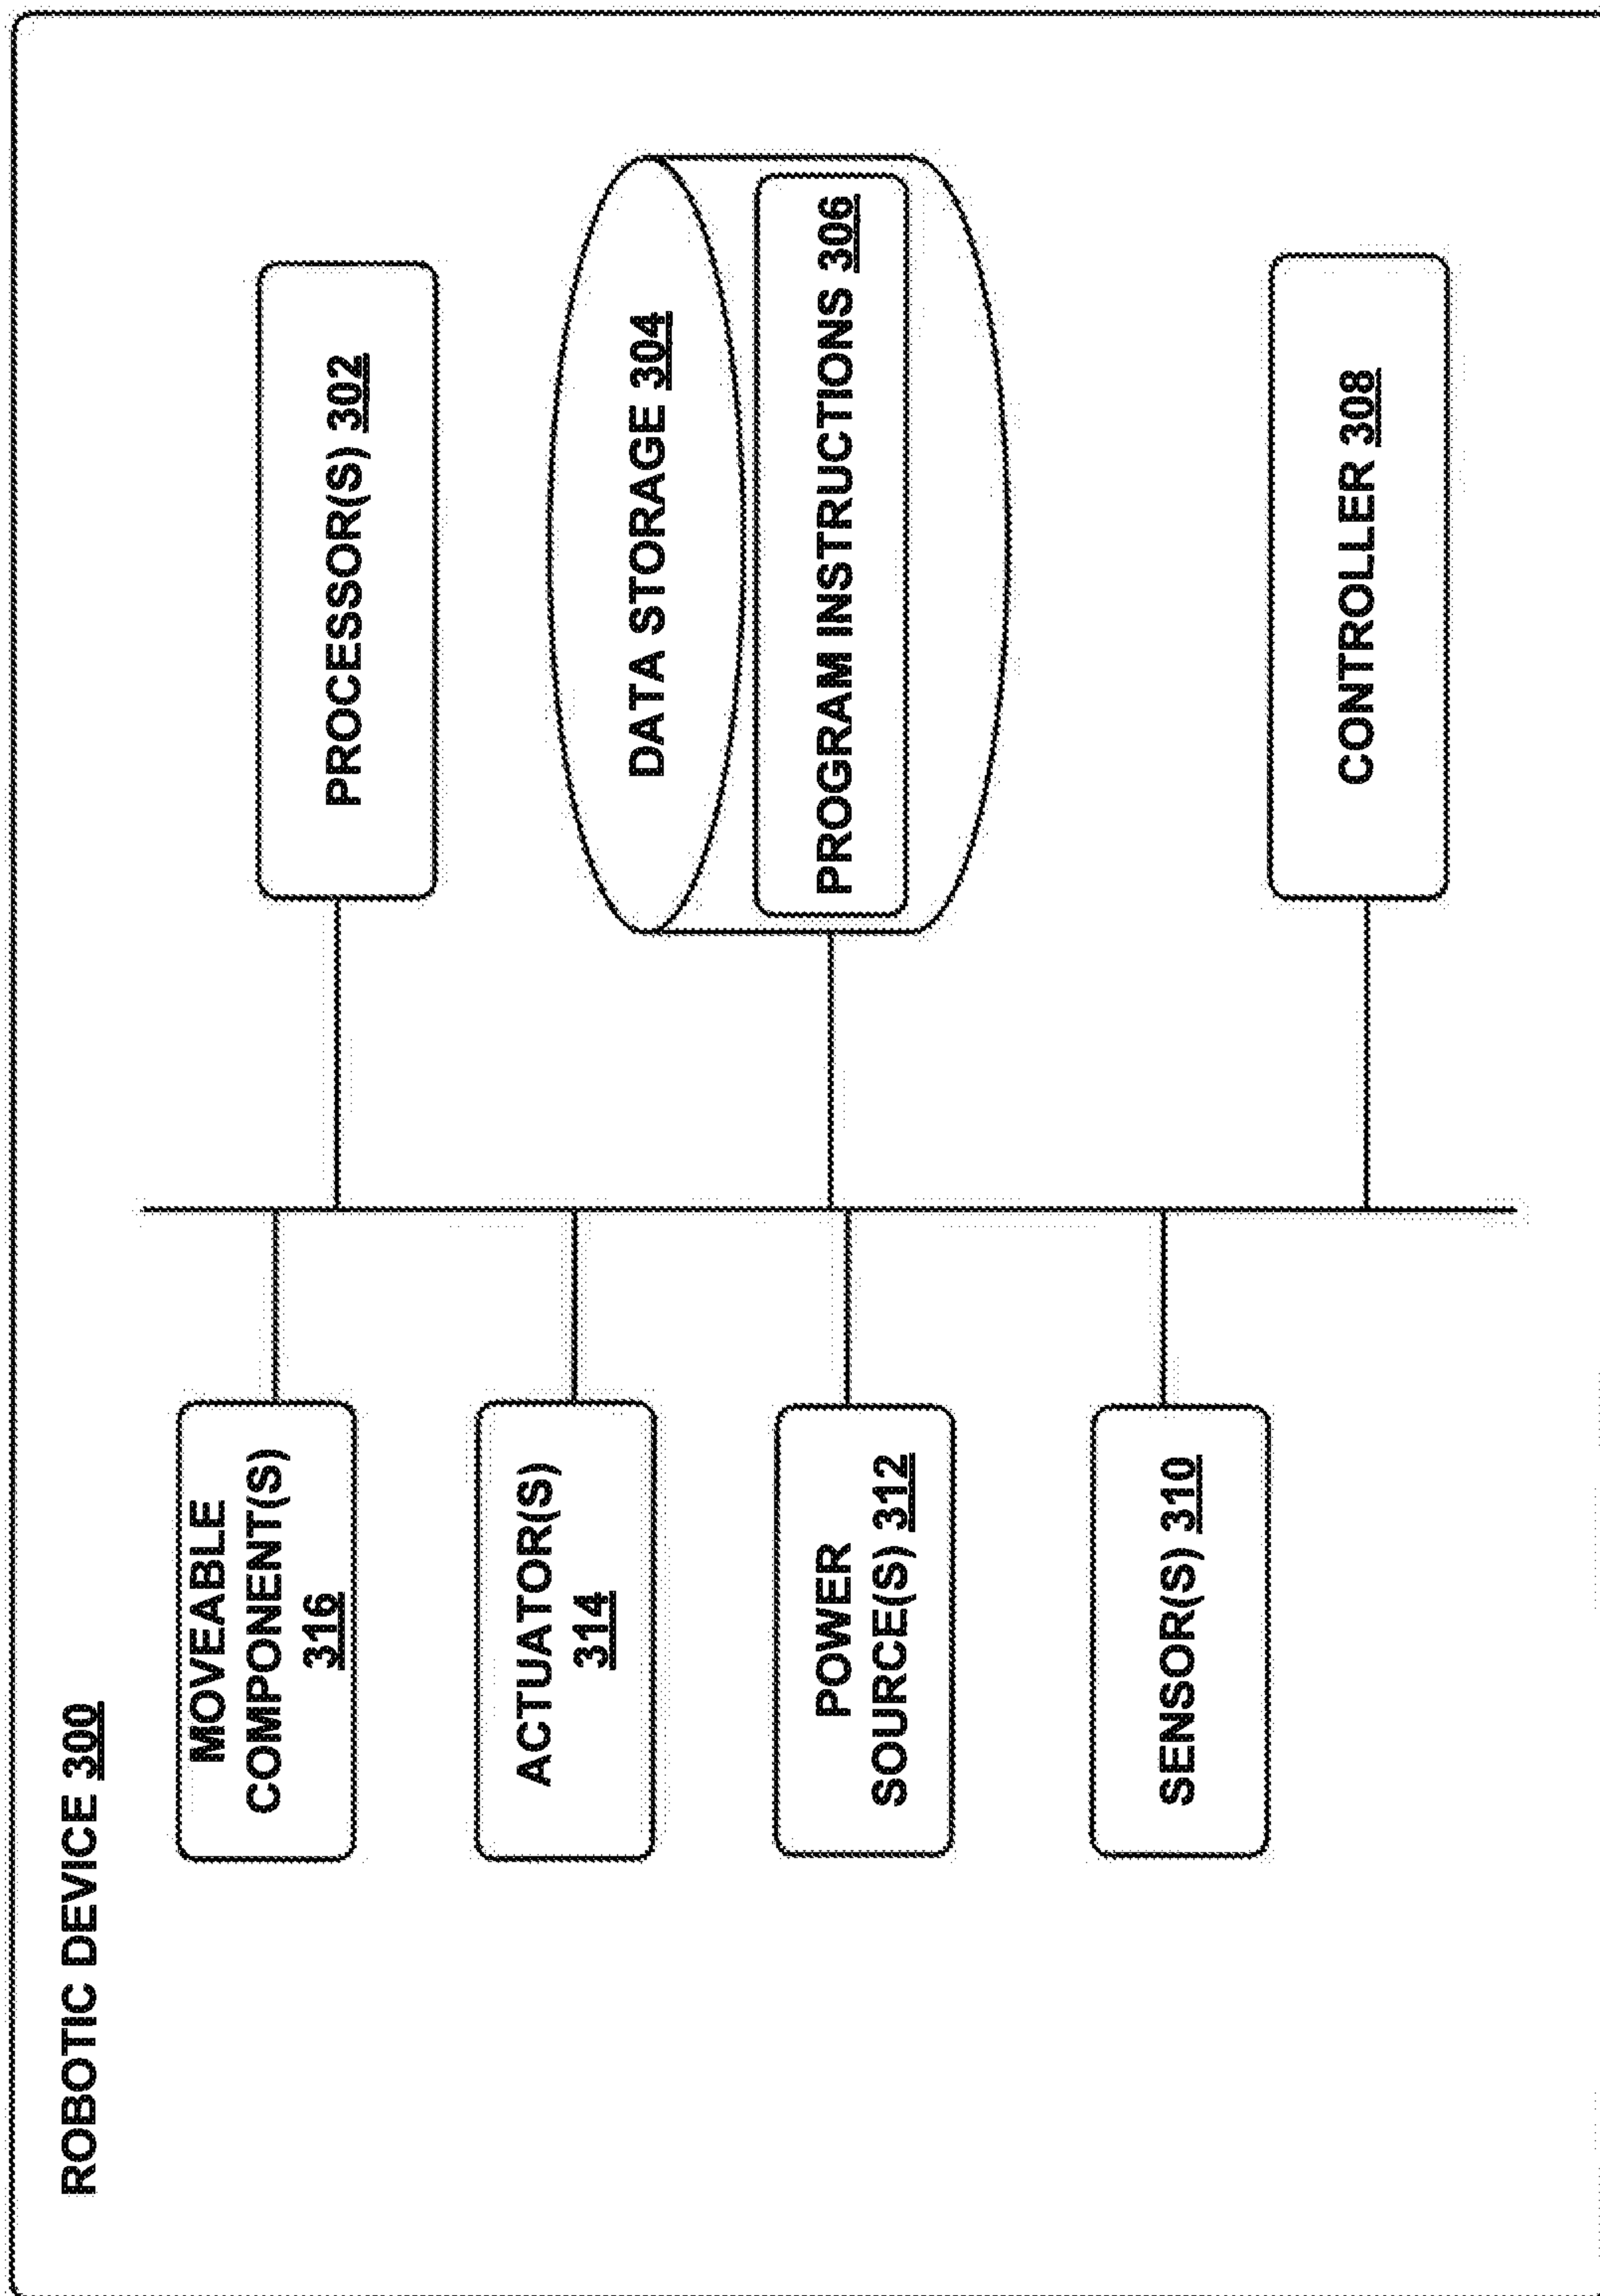 ROBOTIC DEVICE 300
MOVEABLE
COMPONENT(S)
316
PROCESSOR(S) 302
ACTUATOR(S)
314
DATA STORAGE 304
POWER
SOURCE(S) 312
PROGRAM INSTRUCTIONS 306
SENSOR(S) 310
CONTROLLER 308